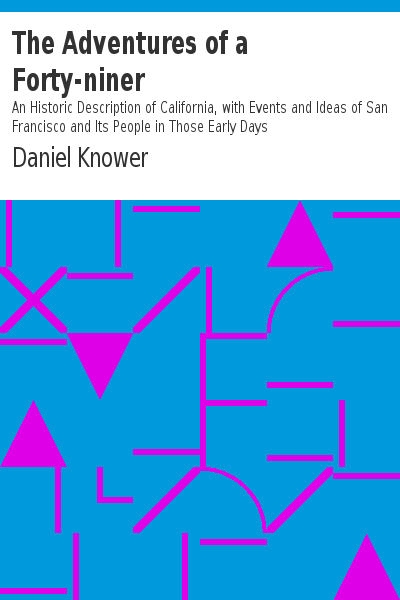 The Adventures of a
Forty-niner
An Historic Description of California, with Events and Ideas of San
Francisco and Its People in Those Early Days
Daniel Knower